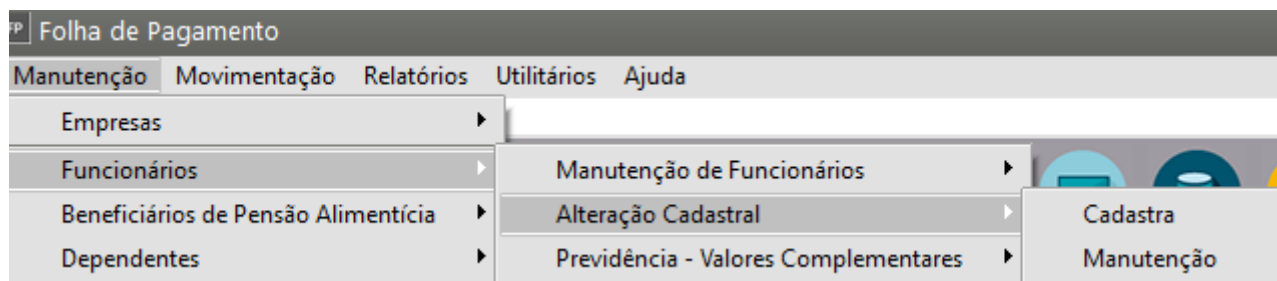 FP Folha de Pagamento
Manutenção Movimentação Relatórios Utilitários Ajuda
Empresas
Funcionários Manutenção de Funcionários
Beneficiários de Pensão Alimentícia Alteração Cadastral Cadastra
Dependentes Previdência - Valores Complementares Manutenção